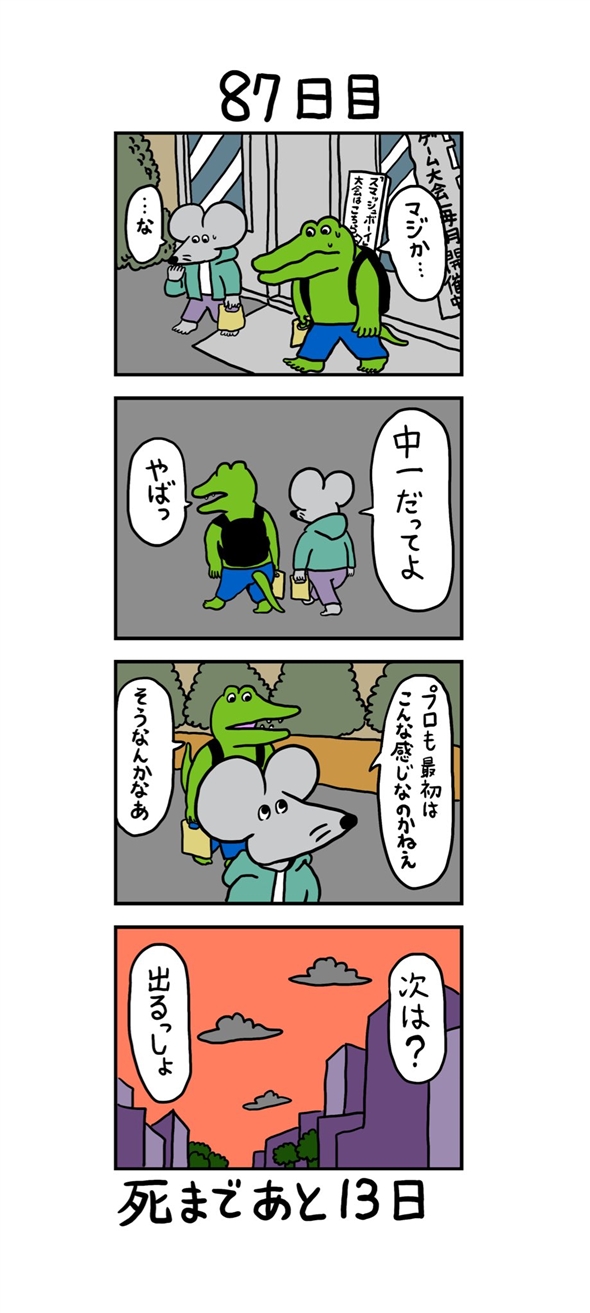 87日目
マジか…
…な
スマッシュボーイ
大会はこちら
ゲーム大会毎月開催中
中一だってよ
やばっ
プロも最初は
こんな感じなのかねえ
そうなんかなあ
次は？
出るっしょ
死まであと13日